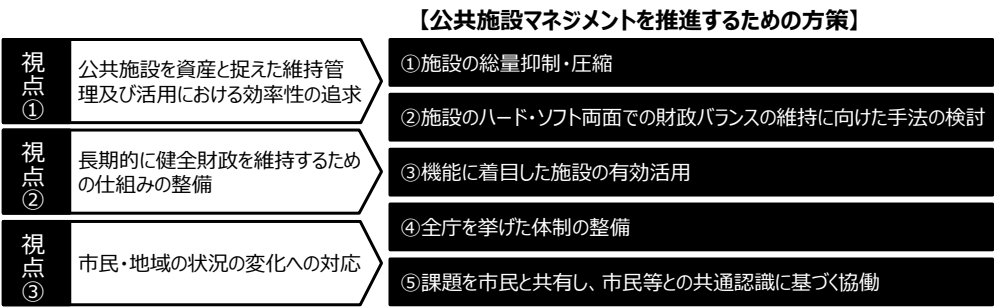 【公共施設マネジメントを推進するための方策】
視点①
公共施設を資産と捉えた維持管
理及び活用における効率性の追求
視点②
長期的に健全財政を維持するため
の仕組みの整備
視点③
市民・地域の状況の変化への対応
①施設の総量抑制・圧縮
②施設のハード・ソフト両面での財政バランスの維持に向けた手法の検討
③機能に着目した施設の有効活用
④全庁を挙げた体制の整備
⑤課題を市民と共有し、市民等との共通認識に基づく協働